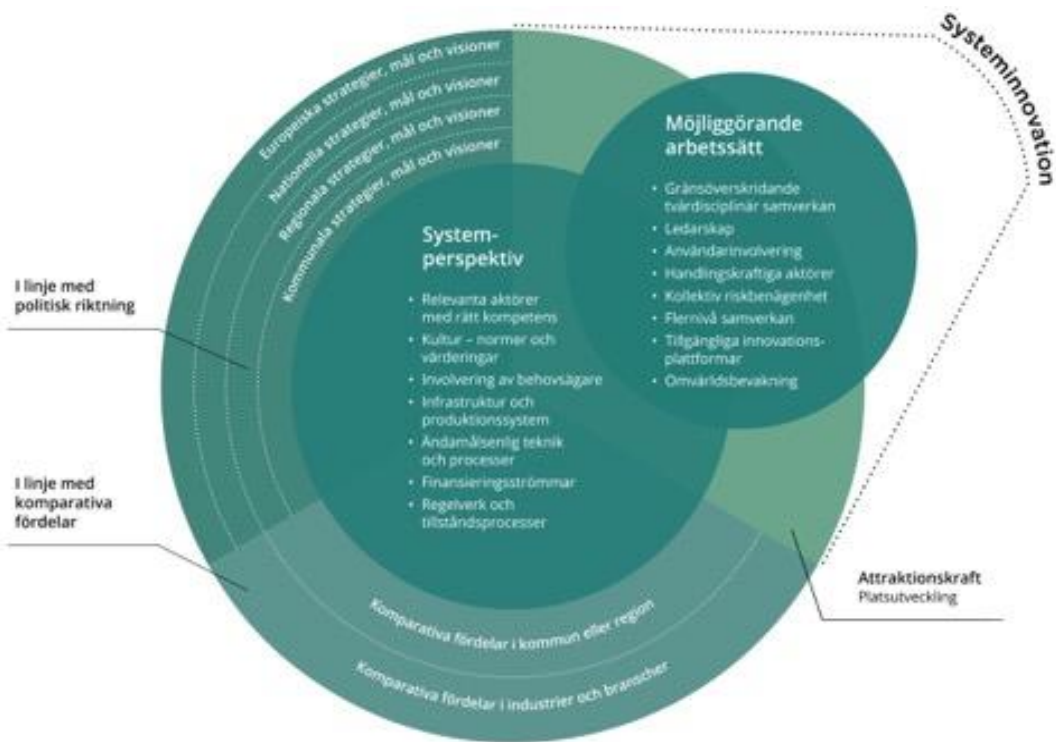 Systeminnovation
Europeiska strategier, mål och visioner
Nationella strategier, mål och visioner
Regionala strategier, mål och visioner
Kommunala strategier, mål och visioner
Möjliggörande
arbetssätt
• Gränsöverskridande
tvärdisciplinär samverkan
• Ledarskap
• Användarinvolvering
• Handlingskraftiga aktörer
• Kollektiv riskbenägenhet
• Flernivå samverkan
• Tillgängliga innovations-
plattformar
• Omvärldsbevakning
System-
perspektiv
• Relevanta aktörer
med rätt kompetens
• Kultur – normer och
värderingar
• Involvering av behovsägare
• Infrastruktur och
produktionssystem
• Ändamålsenlig teknik
och processer
• Finansieringsströmmar
• Regelverk och
tillståndsprocesser
I linje med
politisk riktning
I linje med
komparativa
fördelar
Attraktionskraft
Platsutveckling
Komparativa fördelar i kommun eller region
Komparativa fördelar i industrier och branscher